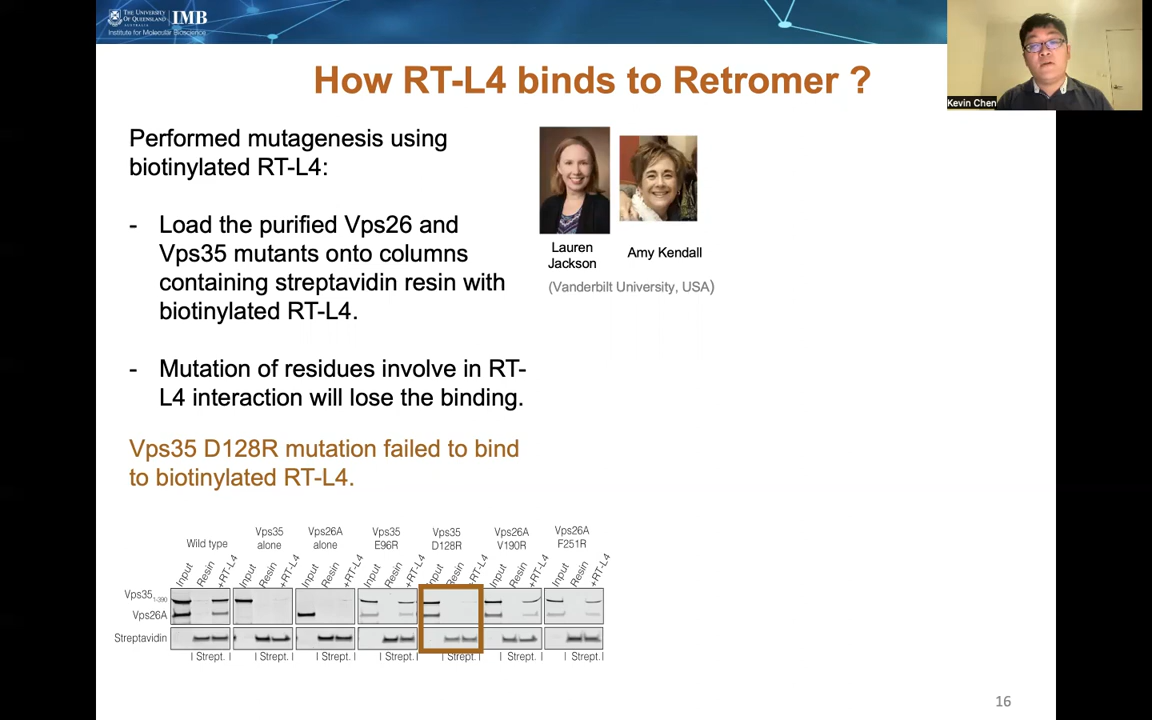 THE UNIVERSITY
OF QUEENSLAND
AUSTRALIA
IMB
Institute for Molecular Bioscience
Kevin Chen
How RT-L4 binds to Retromer ?
Performed mutagenesis using
biotinylated RT-L4:
- Load the purified Vps26 and
Vps35 mutants onto columns
containing streptavidin resin with
biotinylated RT-L4.
- Mutation of residues involve in RT-
L4 interaction will lose the binding.
Vps35 D128R mutation failed to bind
to biotinylated RT-L4.
Lauren
Jackson
Amy Kendall
(Vanderbilt University, USA)
Wild type
Vps35
alone
Vps26A
alone
Vps35
E96R
Vps35
D128R
Vps26A
V190R
Vps26A
F251R
Input Resin +RT-L4 Input Resin +RT-L4 Input Resin +RT-L4 Input Resin +RT-L4 Input Resin +RT-L4 Input Resin +RT-L4 Input Resin +RT-L4
Vps35 1-390
Vps26A
Streptavidin
| Strept. | | Strept. | | Strept. | | Strept. | | Strept. | | Strept. | | Strept. |
16